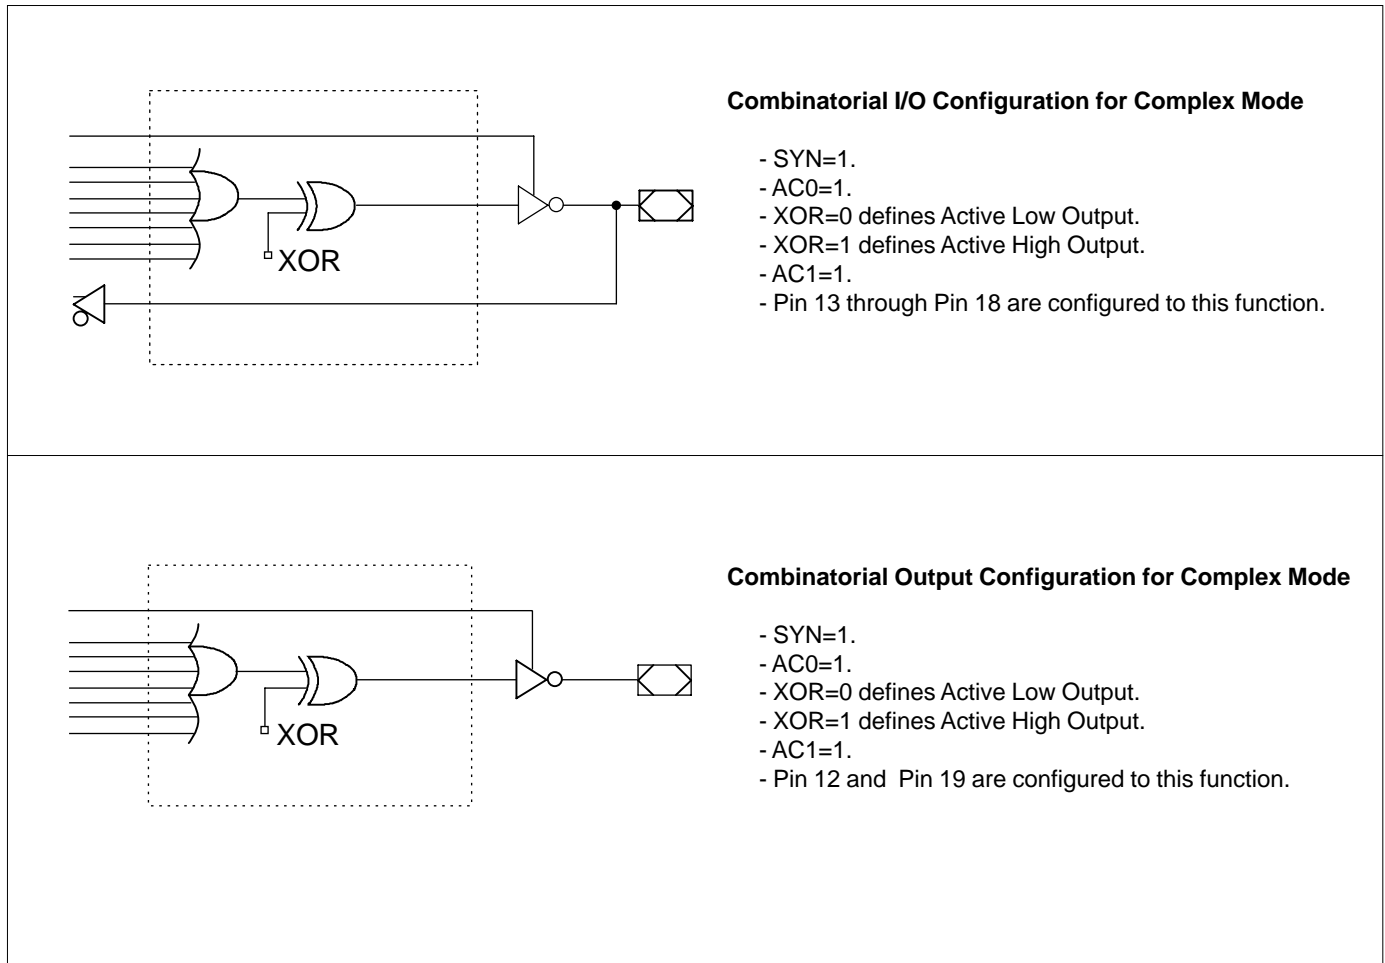 Combinatorial I/O Configuration for Complex Mode
- SYN=1.
- AC0=1.
- XOR=0 defines Active Low Output.
- XOR=1 defines Active High Output.
- AC1=1.
- Pin 13 through Pin 18 are configured to this function.
XOR
Combinatorial Output Configuration for Complex Mode
- SYN=1.
- AC0=1.
- XOR=0 defines Active Low Output.
- XOR=1 defines Active High Output.
- AC1=1.
- Pin 12 and  Pin 19 are configured to this function.
XOR